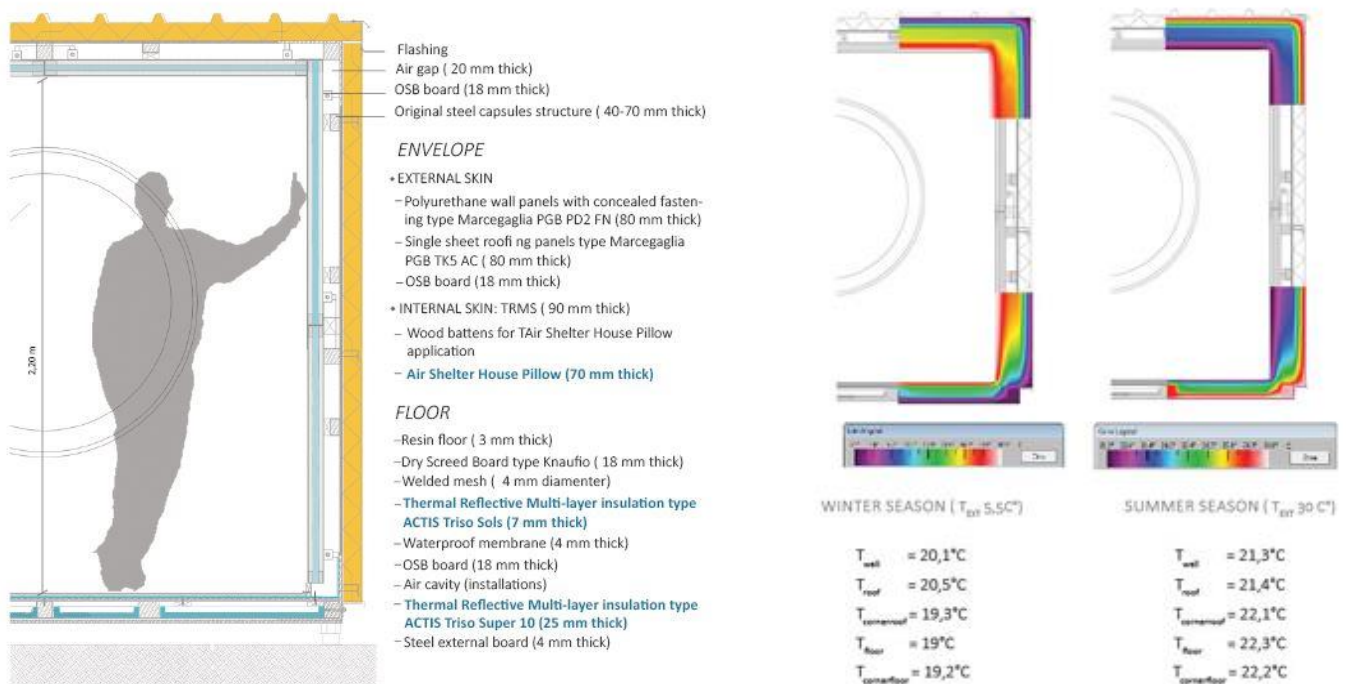 Flashing
Air gap ( 20 mm thick)
OSB board (18 mm thick)
Original steel capsules structure ( 40-70 mm thick)
ENVELOPE
• EXTERNAL SKIN
– Polyurethane wall panels with concealed fasten-
ing type Marcegaglia PGB PD2 FN (80 mm thick)
– Single sheet roofi ng panels type Marcegaglia
PGB TK5 AC ( 80 mm thick)
– OSB board (18 mm thick)
• INTERNAL SKIN: TRMS ( 90 mm thick)
– Wood battens for TAir Shelter House Pillow
application
– Air Shelter House Pillow (70 mm thick)
FLOOR
–Resin floor ( 3 mm thick)
–Dry Screed Board type Knaufio ( 18 mm thick)
–Welded mesh ( 4 mm diamenter)
–Thermal Reflective Multi-layer insulation type
ACTIS Triso Sols (7 mm thick)
–Waterproof membrane (4 mm thick)
–OSB board (18 mm thick)
–Air cavity (installations)
–Thermal Reflective Multi-layer insulation type
ACTIS Triso Super 10 (25 mm thick)
–Steel external board (4 mm thick)
2,20 m
WINTER SEASON ( TEXT 5,5C°)
Twall = 20,1°C
Troof = 20,5°C
Tcornerroof = 19,3°C
Tfloor = 19°C
Tcornerfloor = 19,2°C
SUMMER SEASON ( TEXT 30 C°)
Twall = 21,3°C
Troof = 21,4°C
Tcornerroof = 22,1°C
Tfloor = 22,3°C
Tcornerfloor = 22,2°C